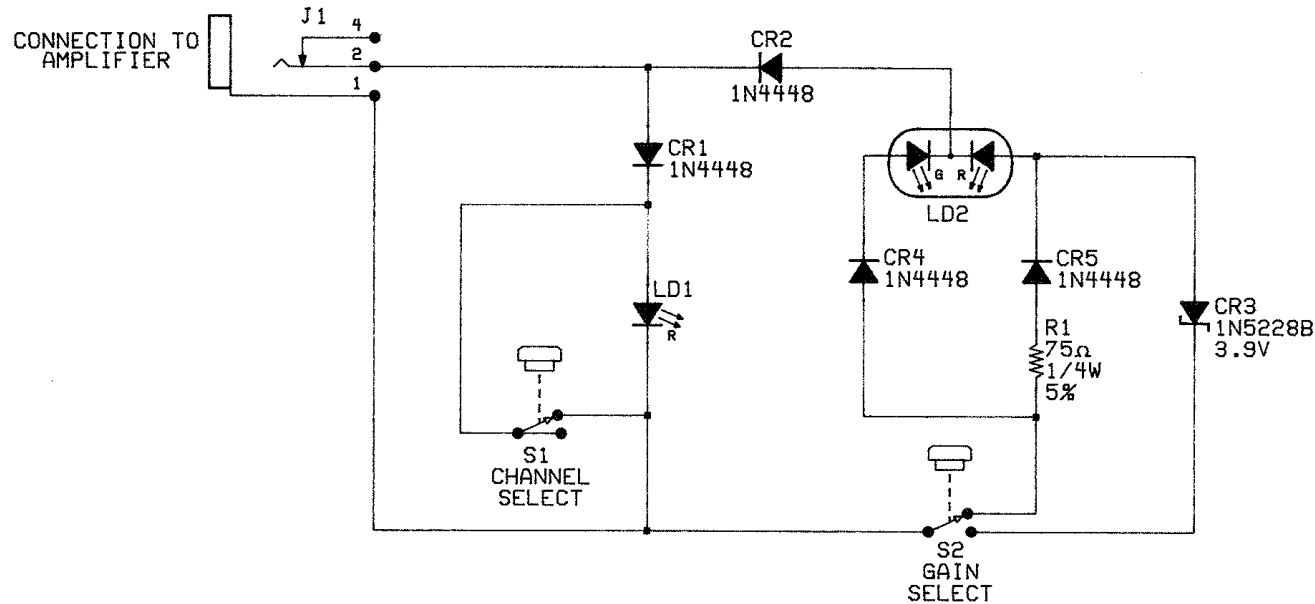 CONNECTION TO
AMPLIFIER
J1
4
2
1
CR2
1N4448
CR1
1N4448
G R
LD2
CR4
1N4448
CR5
1N4448
LD1
R
CR3
1N5228B
3.9V
R1
75Ω
1/4W
5%
S1
CHANNEL
SELECT
S2
GAIN
SELECT